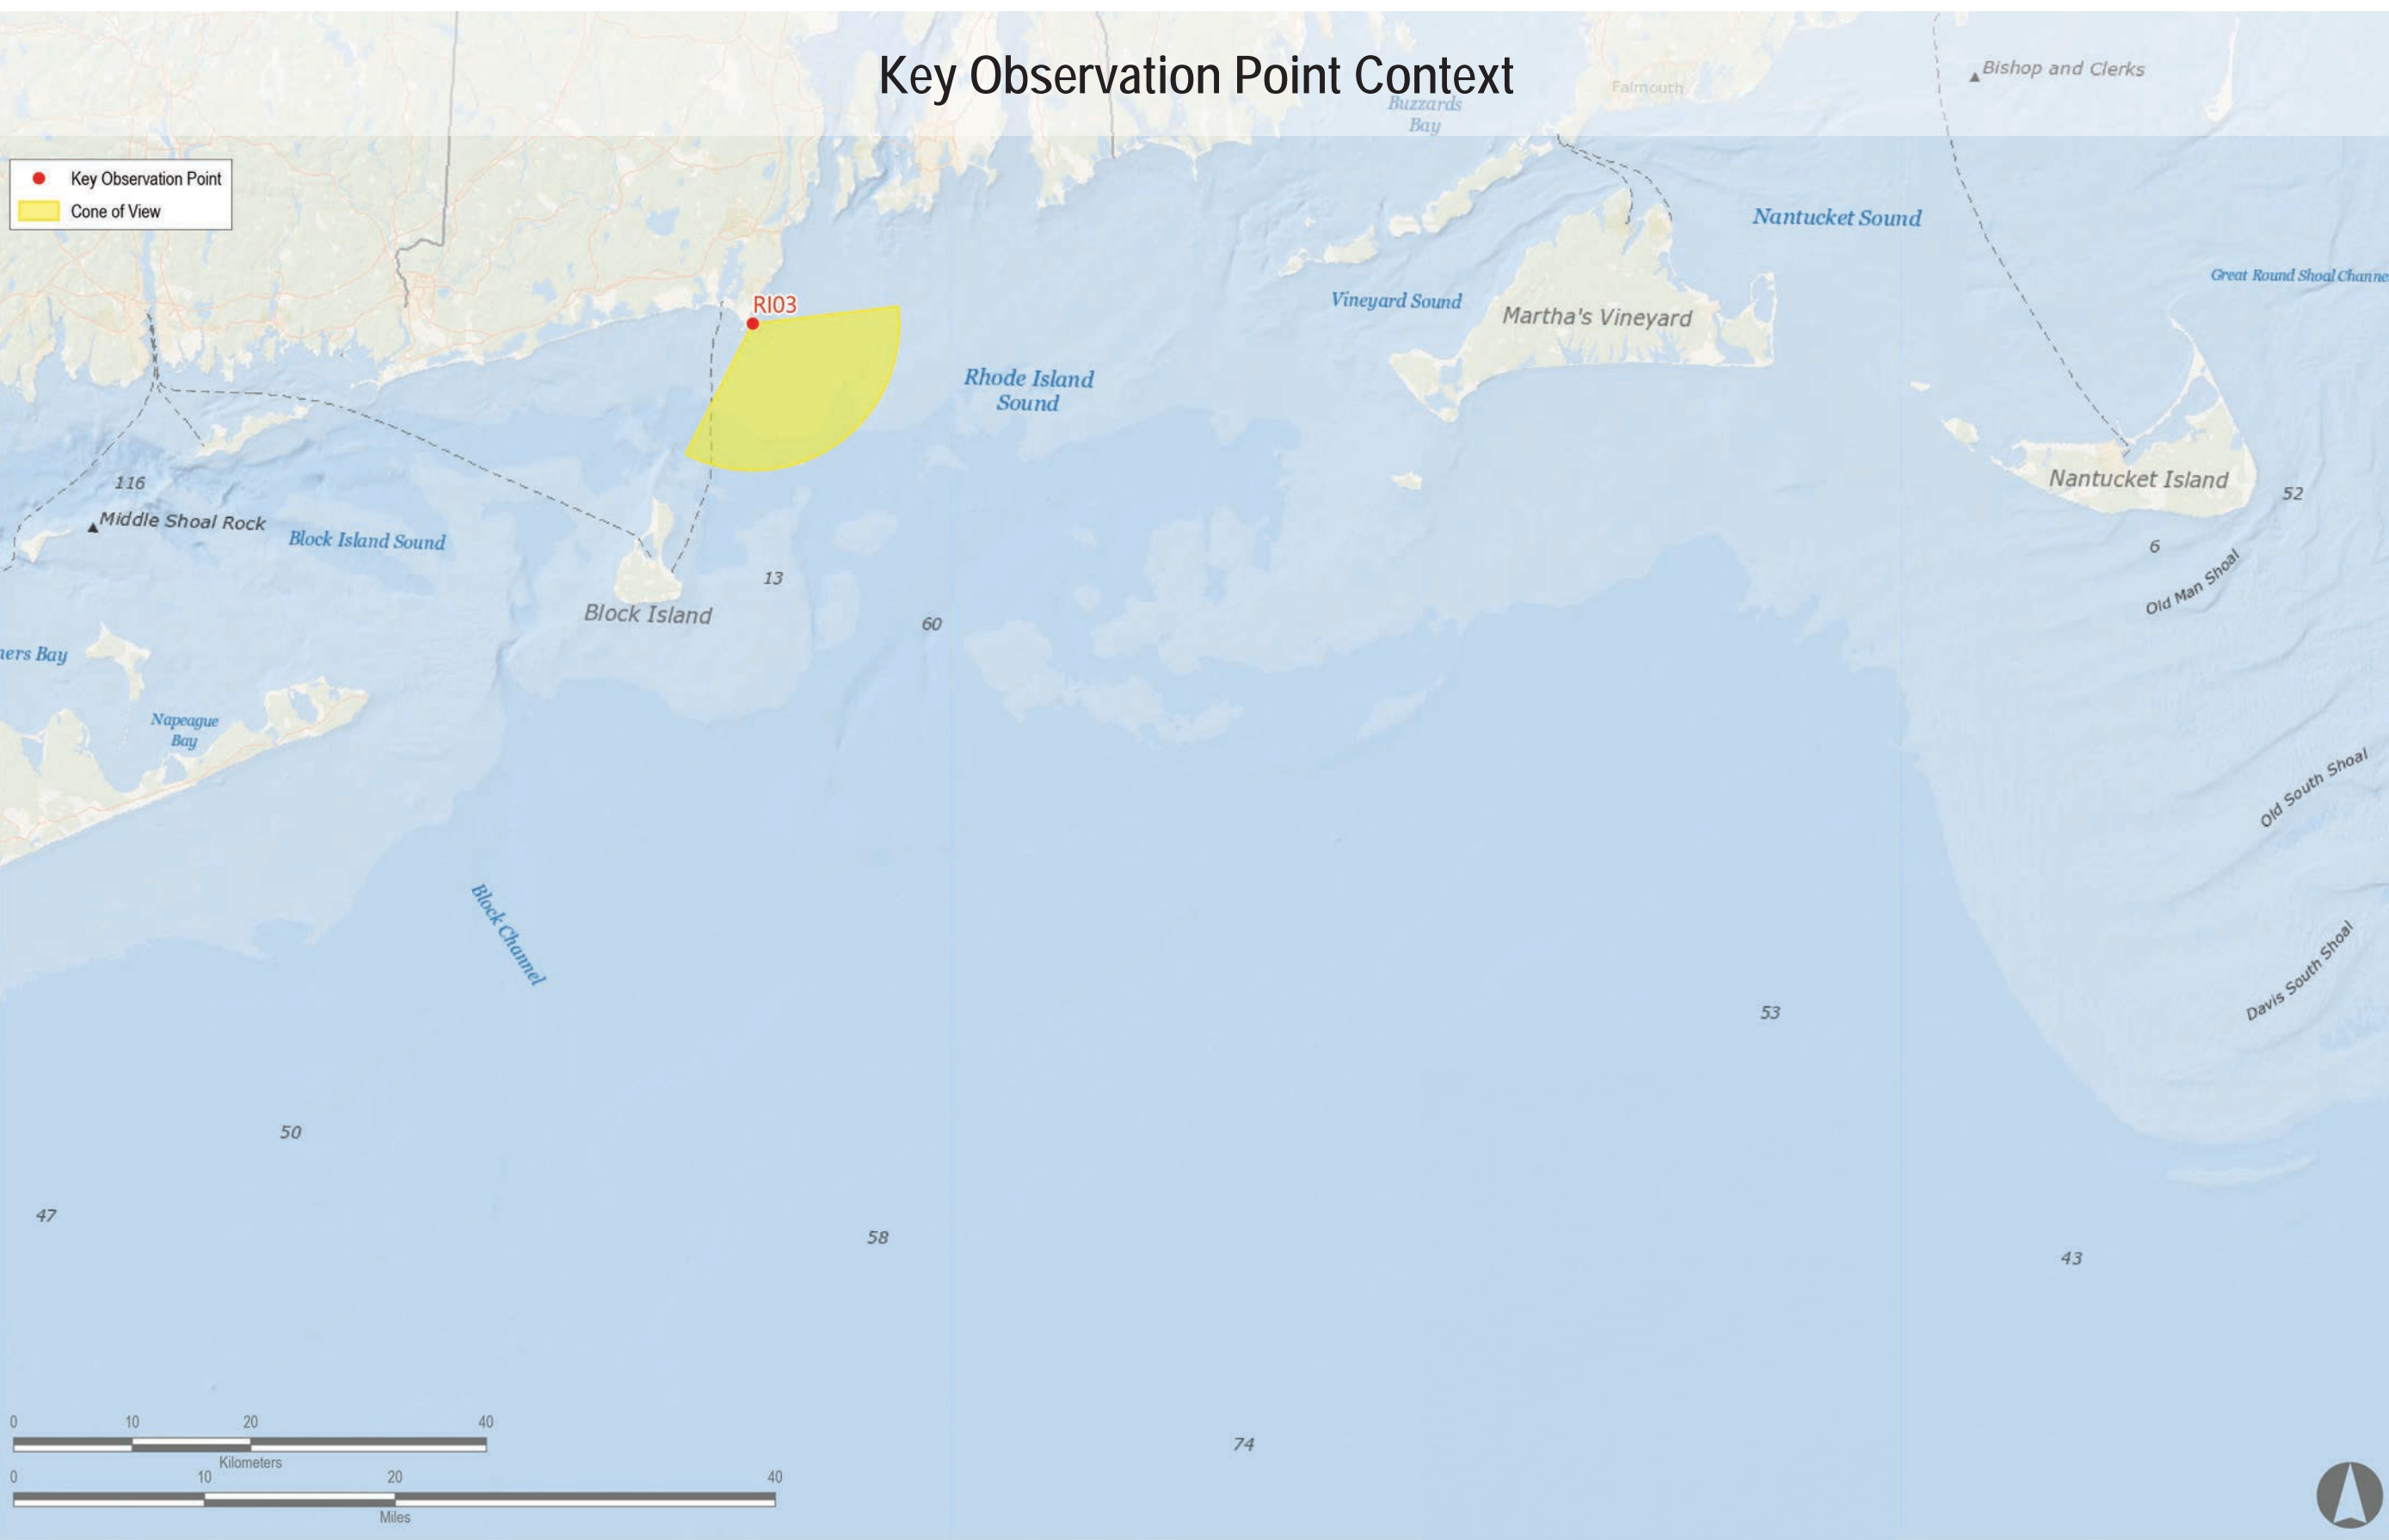 Key Observation Point Context
Bishop and Clerks
Falmouth
Buzzards
Bay
Key Observation Point
Cone of View
Nantucket Sound
Great Round Shoal Channe
RI03
Vineyard Sound
Martha's Vineyard
Rhode Island
Sound
116
Nantucket Island
52
Middle Shoal Rock
Block Island Sound
6
Old Man Shoal
13
Block Island
60
ners Bay
Napeague
Bay
Old South Shoal
Block Channel
Davis South Shoal
53
50
47
58
43
74
0 10 20 40
Kilometers
0 10 20 40
Miles